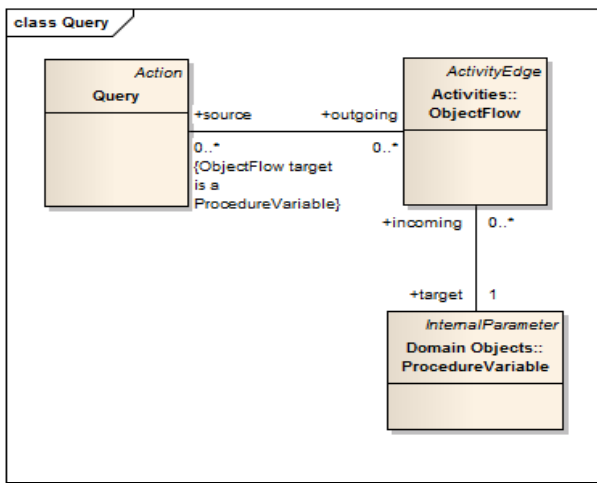 class Query
Action
Query
+source
+outgoing
0..*
0..*
{ObjectFlow target
is a
ProcedureVariable}
ActivityEdge
Activities::
ObjectFlow
+incoming
0..*
+target
1
InternalParameter
Domain Objects::
ProcedureVariable